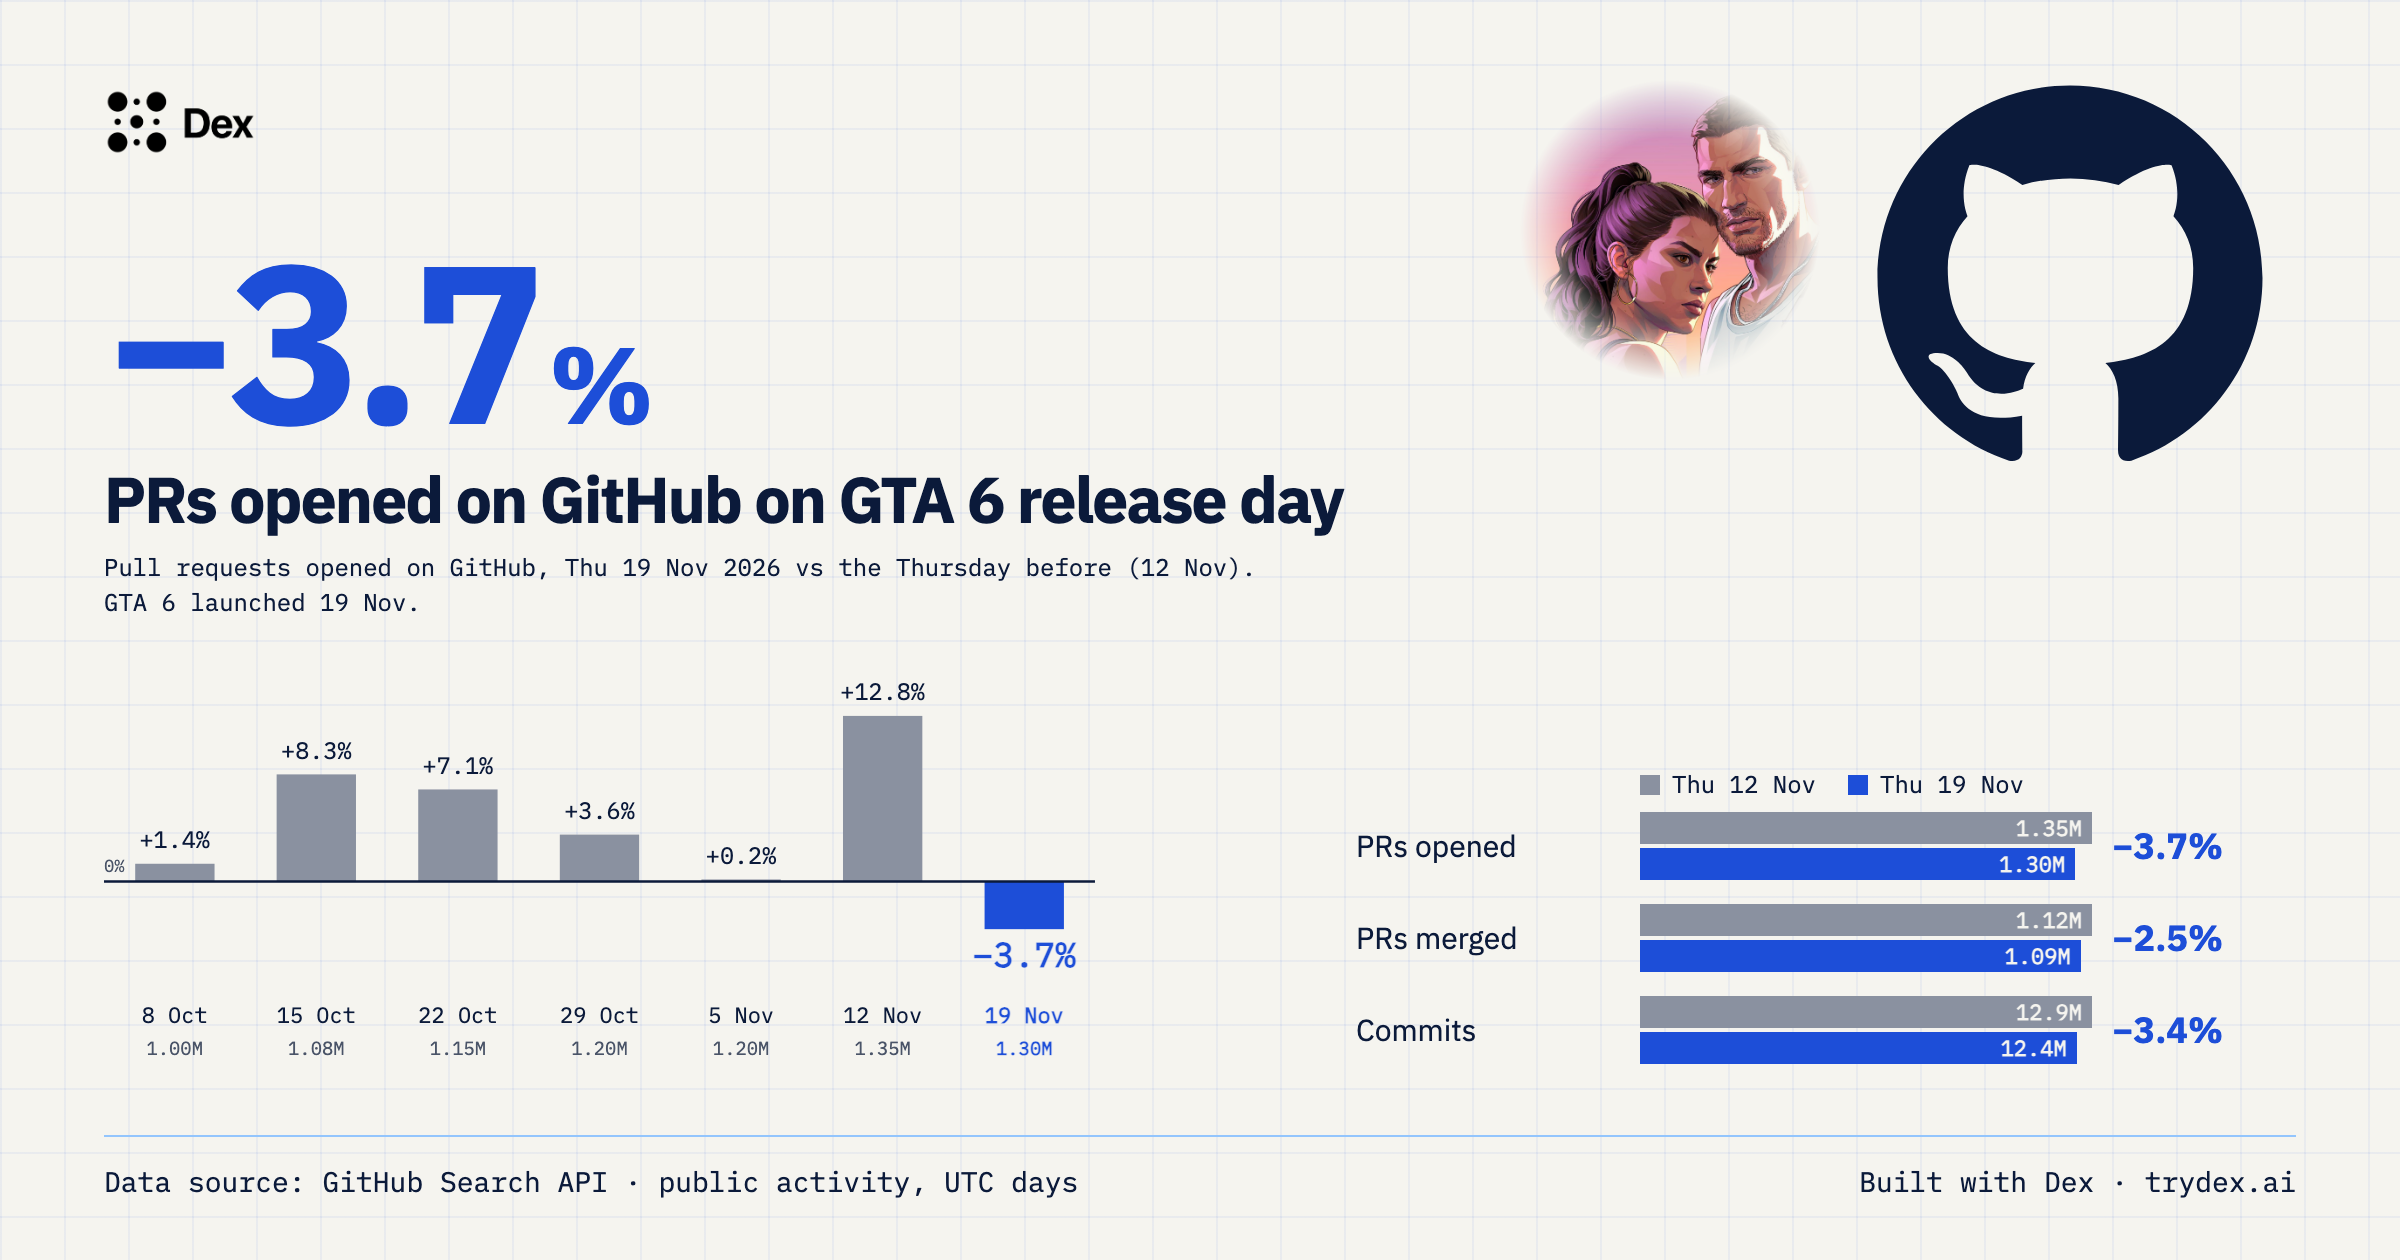 Dex
−3.7%
PRs opened on GitHub on GTA 6 release day
Pull requests opened on GitHub, Thu 19 Nov 2026 vs the Thursday before (12 Nov).
GTA 6 launched 19 Nov.
0%
+1.4%
+8.3%
+7.1%
+3.6%
+0.2%
+12.8%
−3.7%
8 Oct
15 Oct
22 Oct
29 Oct
5 Nov
12 Nov
19 Nov
1.00M
1.08M
1.15M
1.20M
1.20M
1.35M
1.30M
Thu 12 Nov
Thu 19 Nov
PRs opened
1.35M
1.30M
−3.7%
PRs merged
1.12M
1.09M
−2.5%
Commits
12.9M
12.4M
−3.4%
Data source: GitHub Search API · public activity, UTC days
Built with Dex · trydex.ai